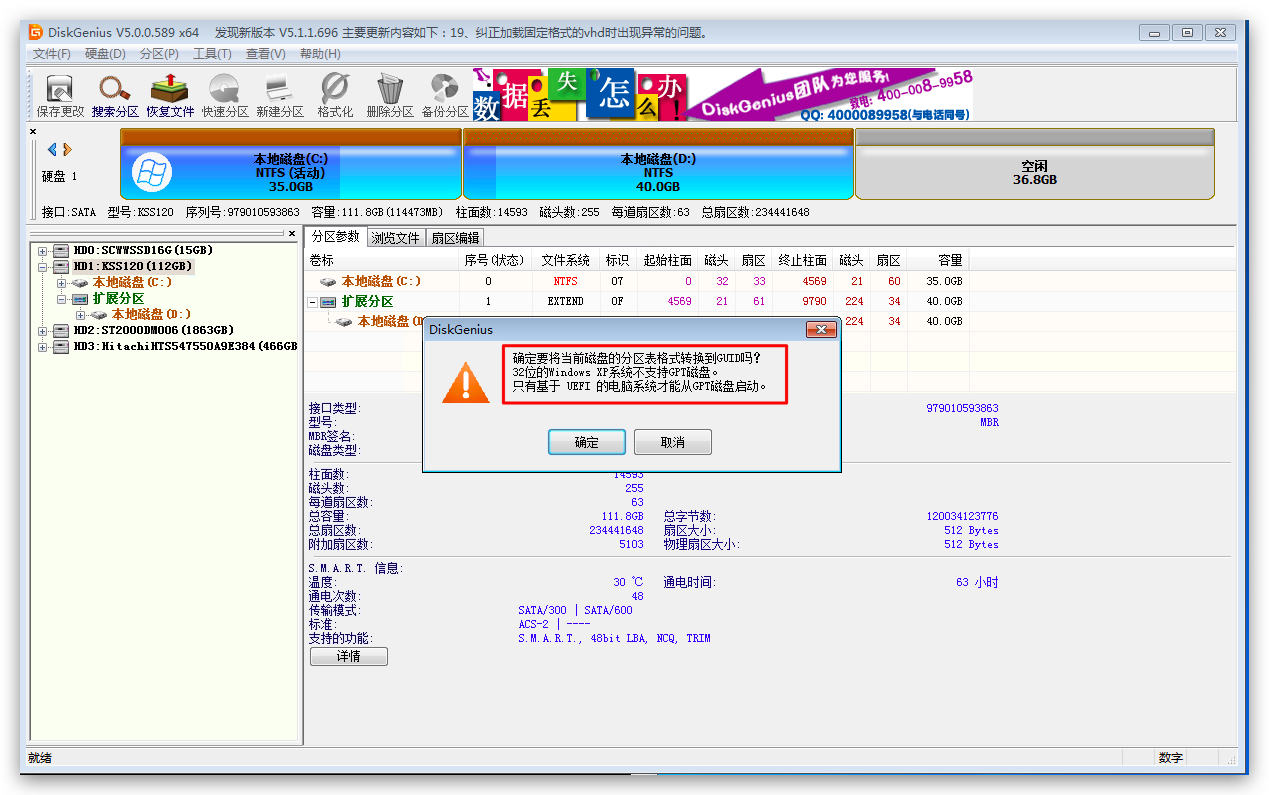 DiskGenius V5.0.0.589 x64 发现新版本 V5.1.1.696 主要更新内容如下：19、纠正加载固定格式的vhd时出现异常的问题。
文件(F) 硬盘(D) 分区(P) 工具(T) 查看(V) 帮助(H)
保存更改 搜索分区 恢复文件 快速分区 新建分区 格式化 删除分区 备份分区
数据丢失怎么办!
DiskGenius团队为您服务!
致电: 400-008-9958
QQ: 4000089958(与电话同号)
硬盘 1
本地磁盘(C:)
NTFS (活动)
35.0GB
本地磁盘(D:)
NTFS
40.0GB
空闲
36.8GB
接口:SATA 型号:KSS120 序列号:979010593863 容量:111.8GB(114473MB) 柱面数:14593 磁头数:255 每道扇区数:63 总扇区数:234441648
HD0:SCWWSSD16G(15GB)
HD1:KSS120(112GB)
本地磁盘(C:)
扩展分区
本地磁盘(D:)
HD2:ST2000DM006(1863GB)
HD3:HitachiHTS547550A9E384(466GB
分区参数 浏览文件 扇区编辑
卷标 序号(状态) 文件系统 标识 起始柱面 磁头 扇区 终止柱面 磁头 扇区 容量
本地磁盘(C:) 0 NTFS 07 0 32 33 4569 21 60 35.0GB
扩展分区 1 EXTEND 0F 4569 21 61 9790 224 34 40.0GB
本地磁盘(D 224 34 40.0GB
DiskGenius
确定要将当前磁盘的分区表格式转换到GUID吗?
32位的Windows XP系统不支持GPT磁盘。
只有基于 UEFI 的电脑系统才能从GPT磁盘启动。
确定 取消
接口类型: 979010593863
型号: MBR
MBR签名:
磁盘类型:
柱面数: 14593
磁头数: 255
每道扇区数: 63
总容量: 111.8GB 总字节数: 120034123776
总扇区数: 234441648 扇区大小: 512 Bytes
附加扇区数: 5103 物理扇区大小: 512 Bytes
S.M.A.R.T. 信息:
温度: 30 ℃ 通电时间: 63 小时
通电次数: 48
传输模式: SATA/300 | SATA/600
标准: ACS-2 | ----
支持的功能: S.M.A.R.T., 48bit LBA, NCQ, TRIM
详情
就绪 数字